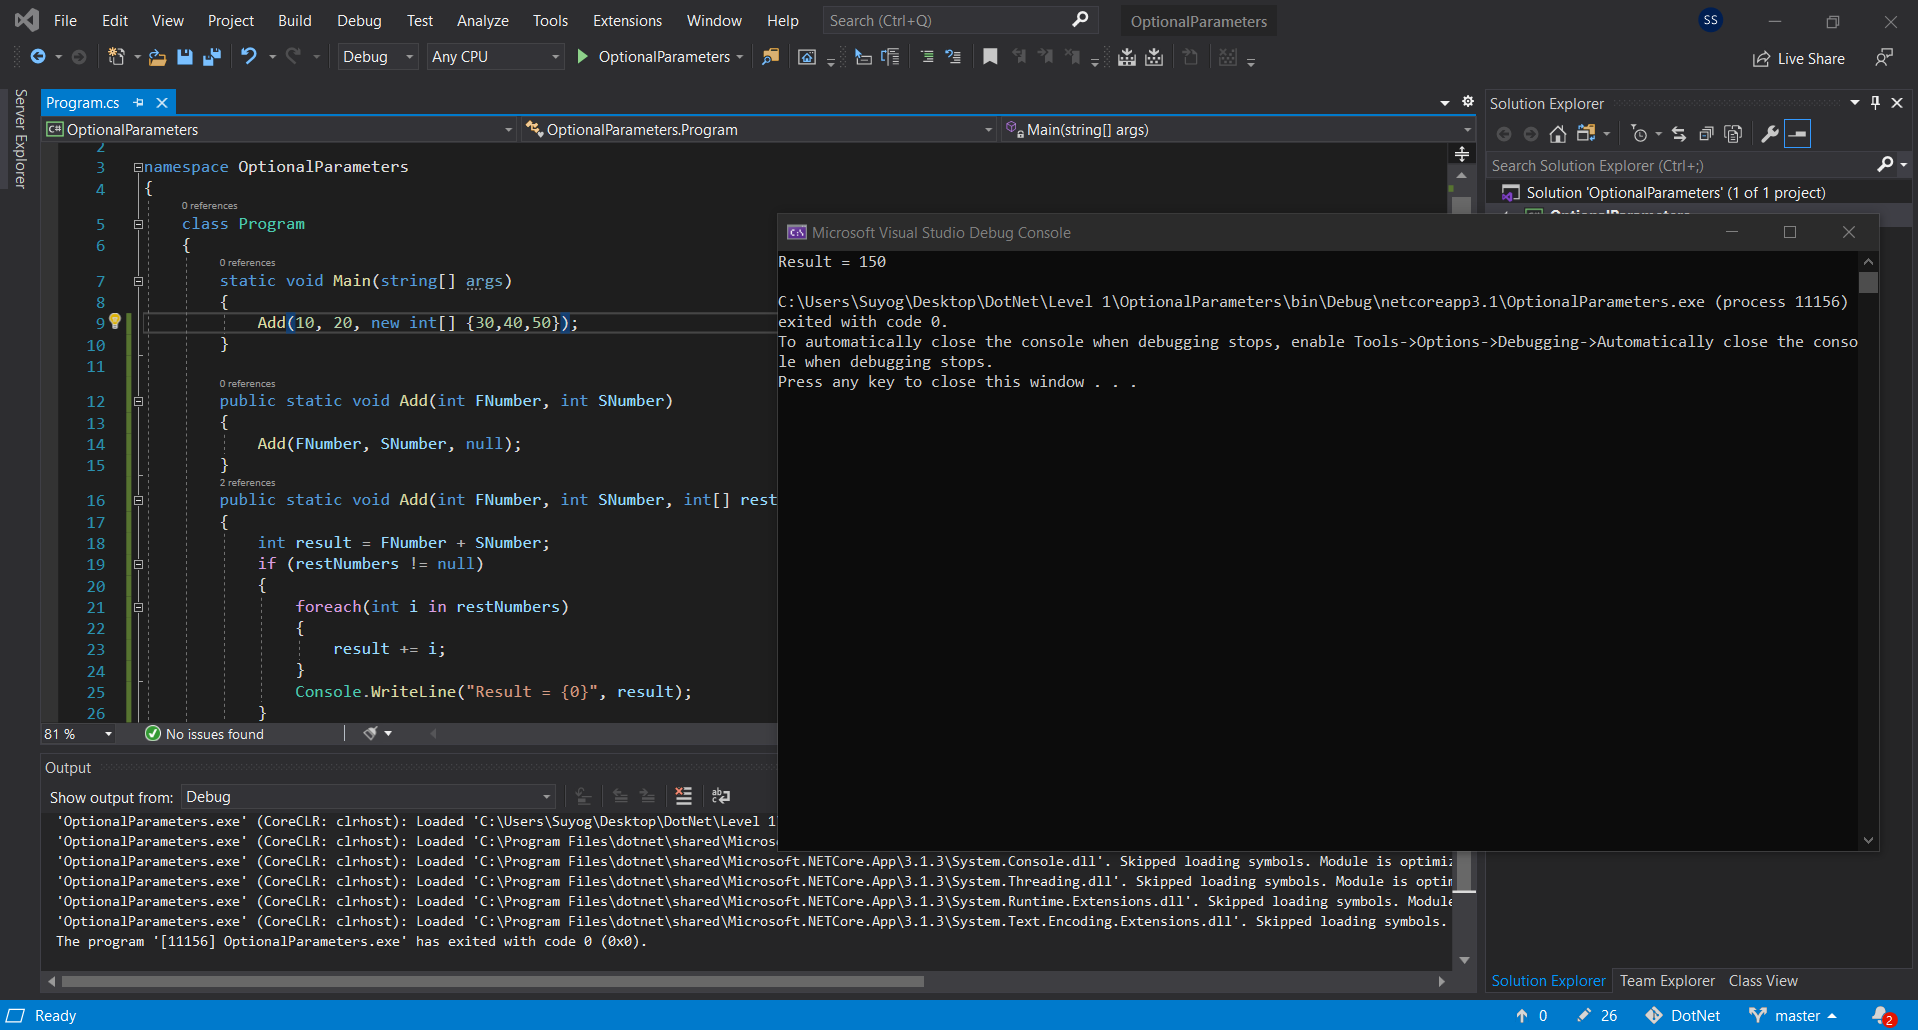 File Edit View Project Build Debug Test Analyze Tools Extensions Window Help Search (Ctrl+Q) OptionalParameters SS
Debug Any CPU OptionalParameters Live Share
Server Explorer
Program.cs
OptionalParameters OptionalParameters.Program Main(string[] args)
2
3 namespace OptionalParameters
4 {
0 references
5 class Program
6 {
0 references
7 static void Main(string[] args)
8 {
9 Add(10, 20, new int[] {30,40,50});
10 }
11
0 references
12 public static void Add(int FNumber, int SNumber)
13 {
14 Add(FNumber, SNumber, null);
15 }
2 references
16 public static void Add(int FNumber, int SNumber, int[] rest
17 {
18 int result = FNumber + SNumber;
19 if (restNumbers != null)
20 {
21 foreach(int i in restNumbers)
22 {
23 result += i;
24 }
25 Console.WriteLine("Result = {0}", result);
26 }
81 % No issues found
Microsoft Visual Studio Debug Console
Result = 150
C:\Users\Suyog\Desktop\DotNet\Level 1\OptionalParameters\bin\Debug\netcoreapp3.1\OptionalParameters.exe (process 11156)
exited with code 0.
To automatically close the console when debugging stops, enable Tools->Options->Debugging->Automatically close the conso
le when debugging stops.
Press any key to close this window . . .
Solution Explorer
Search Solution Explorer (Ctrl+;)
Solution 'OptionalParameters' (1 of 1 project)
OptionalParameters
Output
Show output from: Debug
'OptionalParameters.exe' (CoreCLR: clrhost): Loaded 'C:\Users\Suyog\Desktop\DotNet\Level 1
'OptionalParameters.exe' (CoreCLR: clrhost): Loaded 'C:\Program Files\dotnet\shared\Micros
'OptionalParameters.exe' (CoreCLR: clrhost): Loaded 'C:\Program Files\dotnet\shared\Microsoft.NETCore.App\3.1.3\System.Console.dll'. Skipped loading symbols. Module is optimiz
'OptionalParameters.exe' (CoreCLR: clrhost): Loaded 'C:\Program Files\dotnet\shared\Microsoft.NETCore.App\3.1.3\System.Threading.dll'. Skipped loading symbols. Module is optim
'OptionalParameters.exe' (CoreCLR: clrhost): Loaded 'C:\Program Files\dotnet\shared\Microsoft.NETCore.App\3.1.3\System.Runtime.Extensions.dll'. Skipped loading symbols. Module
'OptionalParameters.exe' (CoreCLR: clrhost): Loaded 'C:\Program Files\dotnet\shared\Microsoft.NETCore.App\3.1.3\System.Text.Encoding.Extensions.dll'. Skipped loading symbols.
The program '[11156] OptionalParameters.exe' has exited with code 0 (0x0).
Solution Explorer Team Explorer Class View
Ready 0 26 DotNet master 2